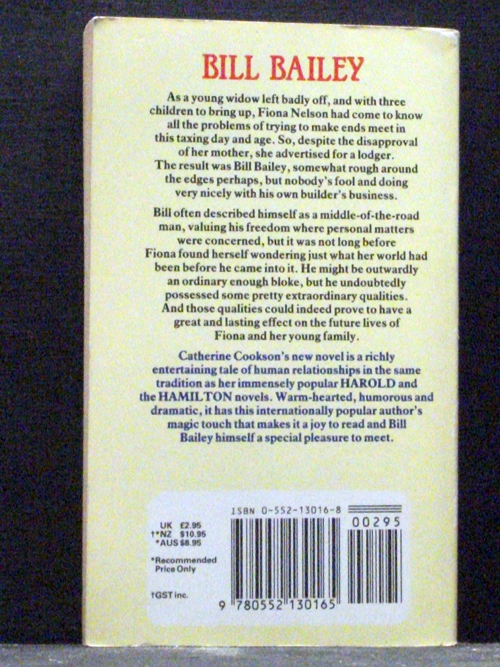 BILL BAILEY
As a young widow left badly off, and with three
children to bring up, Fiona Nelson had come to know
all the problems of trying to make ends meet in
this taxing day and age. So, despite the disapproval
of her mother, she advertised for a lodger.
The result was Bill Bailey, somewhat rough around
the edges perhaps, but nobody's fool and doing
very nicely with his own builder's business.
Bill often described himself as a middle-of-the-road
man, valuing his freedom where personal matters
were concerned, but it was not long before
Fiona found herself wondering just what her world had
been before he came into it. He might be outwardly
an ordinary enough bloke, but he undoubtedly
possessed some pretty extraordinary qualities.
And those qualities could indeed prove to have a
great and lasting effect on the future lives of
Fiona and her young family.
Catherine Cookson's new novel is a richly
entertaining tale of human relationships in the same
tradition as her immensely popular HAROLD and
the HAMILTON novels. Warm-hearted, humorous and
dramatic, it has this internationally popular author's
magic touch that makes it a joy to read and Bill
Bailey himself a special pleasure to meet.
ISBN 0-552-13016-8
00295
UK £2.95
†*NZ $10.95
*AUS $8.95
*Recommended
Price Only
†GST inc.
9 780552 130165